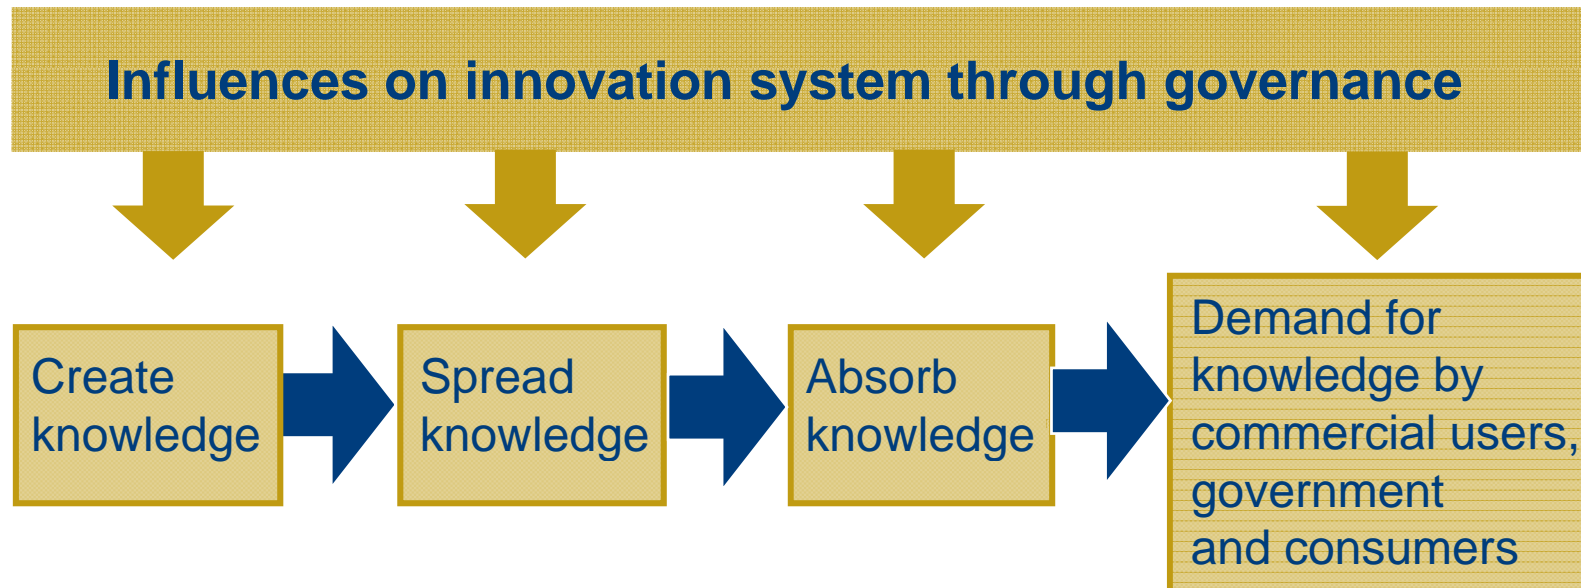 Influences on innovation system through governance
Create
knowledge
Spread
knowledge
Absorb
knowledge
Demand for
knowledge by
commercial users,
government
and consumers